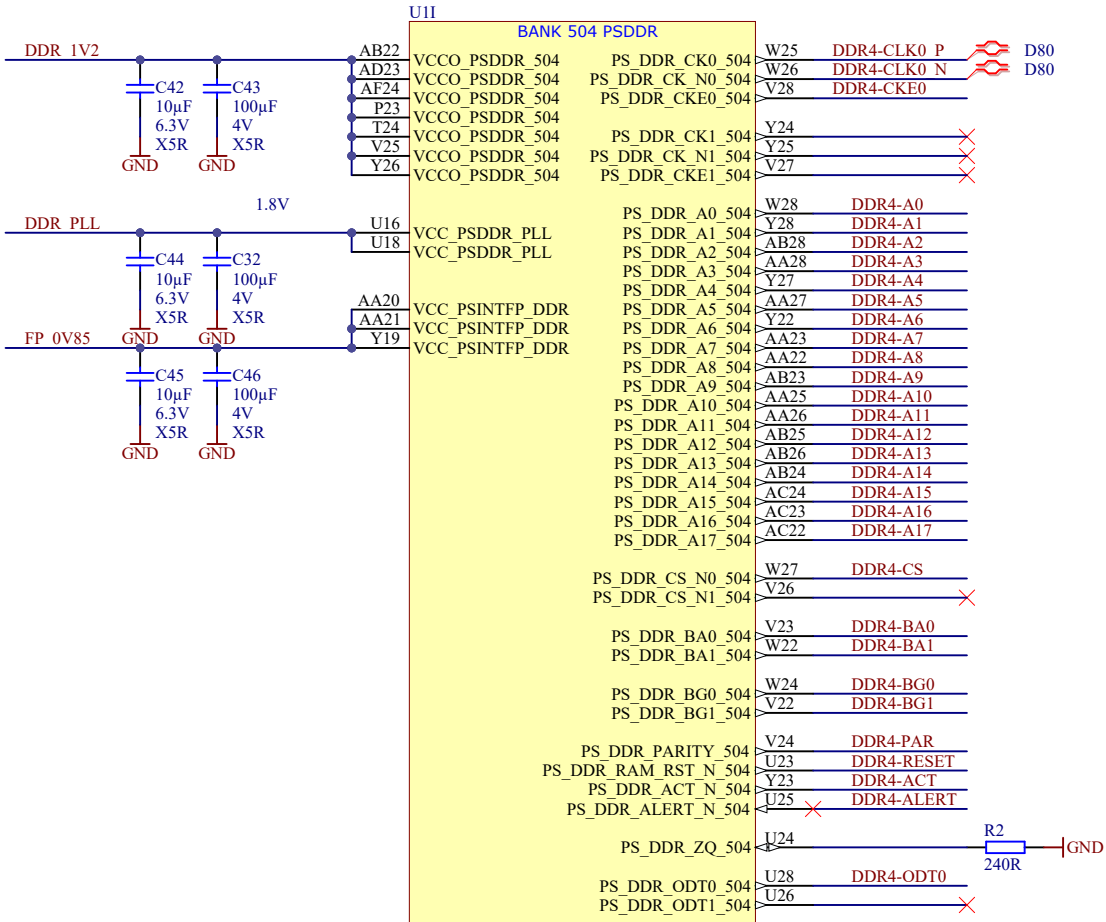 U1I
BANK 504 PSDDR
DDR_1V2
C42
10µF
6.3V
X5R
GND
C43
100µF
4V
X5R
GND
AB22 VCCO_PSDDR_504
AD23 VCCO_PSDDR_504
AF24 VCCO_PSDDR_504
P23 VCCO_PSDDR_504
T24 VCCO_PSDDR_504
V25 VCCO_PSDDR_504
Y26 VCCO_PSDDR_504
1.8V
DDR_PLL
C44
10µF
6.3V
X5R
GND
C32
100µF
4V
X5R
GND
U16 VCC_PSDDR_PLL
U18 VCC_PSDDR_PLL
FP_0V85
C45
10µF
6.3V
X5R
GND
C46
100µF
4V
X5R
GND
AA20 VCC_PSINTFP_DDR
AA21 VCC_PSINTFP_DDR
Y19 VCC_PSINTFP_DDR
PS_DDR_CK0_504 W25 DDR4-CLK0_P D80
PS_DDR_CK_N0_504 W26 DDR4-CLK0_N D80
PS_DDR_CKE0_504 V28 DDR4-CKE0
PS_DDR_CK1_504 Y24
PS_DDR_CK_N1_504 Y25
PS_DDR_CKE1_504 V27
PS_DDR_A0_504 W28 DDR4-A0
PS_DDR_A1_504 Y28 DDR4-A1
PS_DDR_A2_504 AB28 DDR4-A2
PS_DDR_A3_504 AA28 DDR4-A3
PS_DDR_A4_504 Y27 DDR4-A4
PS_DDR_A5_504 AA27 DDR4-A5
PS_DDR_A6_504 Y22 DDR4-A6
PS_DDR_A7_504 AA23 DDR4-A7
PS_DDR_A8_504 AA22 DDR4-A8
PS_DDR_A9_504 AB23 DDR4-A9
PS_DDR_A10_504 AA25 DDR4-A10
PS_DDR_A11_504 AA26 DDR4-A11
PS_DDR_A12_504 AB25 DDR4-A12
PS_DDR_A13_504 AB26 DDR4-A13
PS_DDR_A14_504 AB24 DDR4-A14
PS_DDR_A15_504 AC24 DDR4-A15
PS_DDR_A16_504 AC23 DDR4-A16
PS_DDR_A17_504 AC22 DDR4-A17
PS_DDR_CS_N0_504 W27 DDR4-CS
PS_DDR_CS_N1_504 V26
PS_DDR_BA0_504 V23 DDR4-BA0
PS_DDR_BA1_504 W22 DDR4-BA1
PS_DDR_BG0_504 W24 DDR4-BG0
PS_DDR_BG1_504 V22 DDR4-BG1
PS_DDR_PARITY_504 V24 DDR4-PAR
PS_DDR_RAM_RST_N_504 U23 DDR4-RESET
PS_DDR_ACT_N_504 Y23 DDR4-ACT
PS_DDR_ALERT_N_504 U25 DDR4-ALERT
PS_DDR_ZQ_504 U24
R2
240R
GND
PS_DDR_ODT0_504 U28 DDR4-ODT0
PS_DDR_ODT1_504 U26